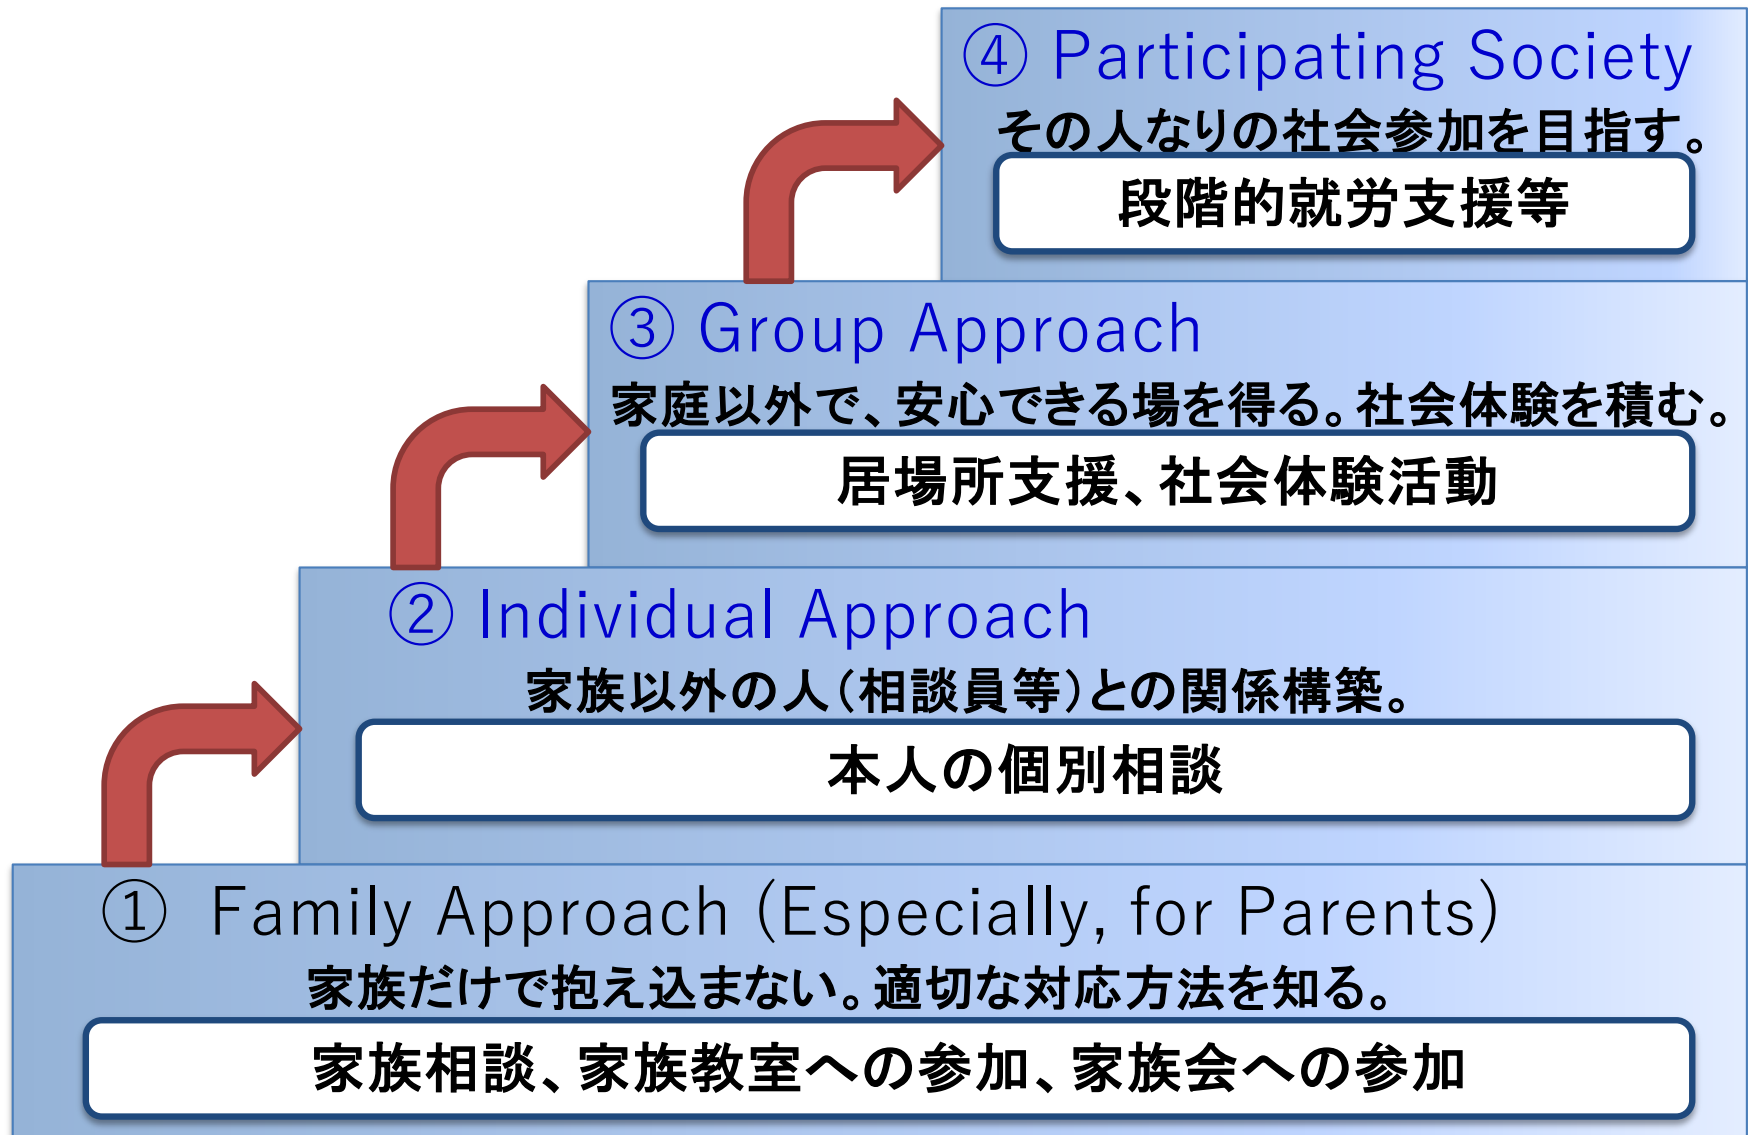 ④ Participating Society
その人なりの社会参加を目指す。
段階的就労支援等
③ Group Approach
家庭以外で、安心できる場を得る。社会体験を積む。
居場所支援、社会体験活動
② Individual Approach
家族以外の人(相談員等)との関係構築。
本人の個別相談
① Family Approach (Especially, for Parents)
家族だけで抱え込まない。適切な対応方法を知る。
家族相談、家族教室への参加、家族会への参加